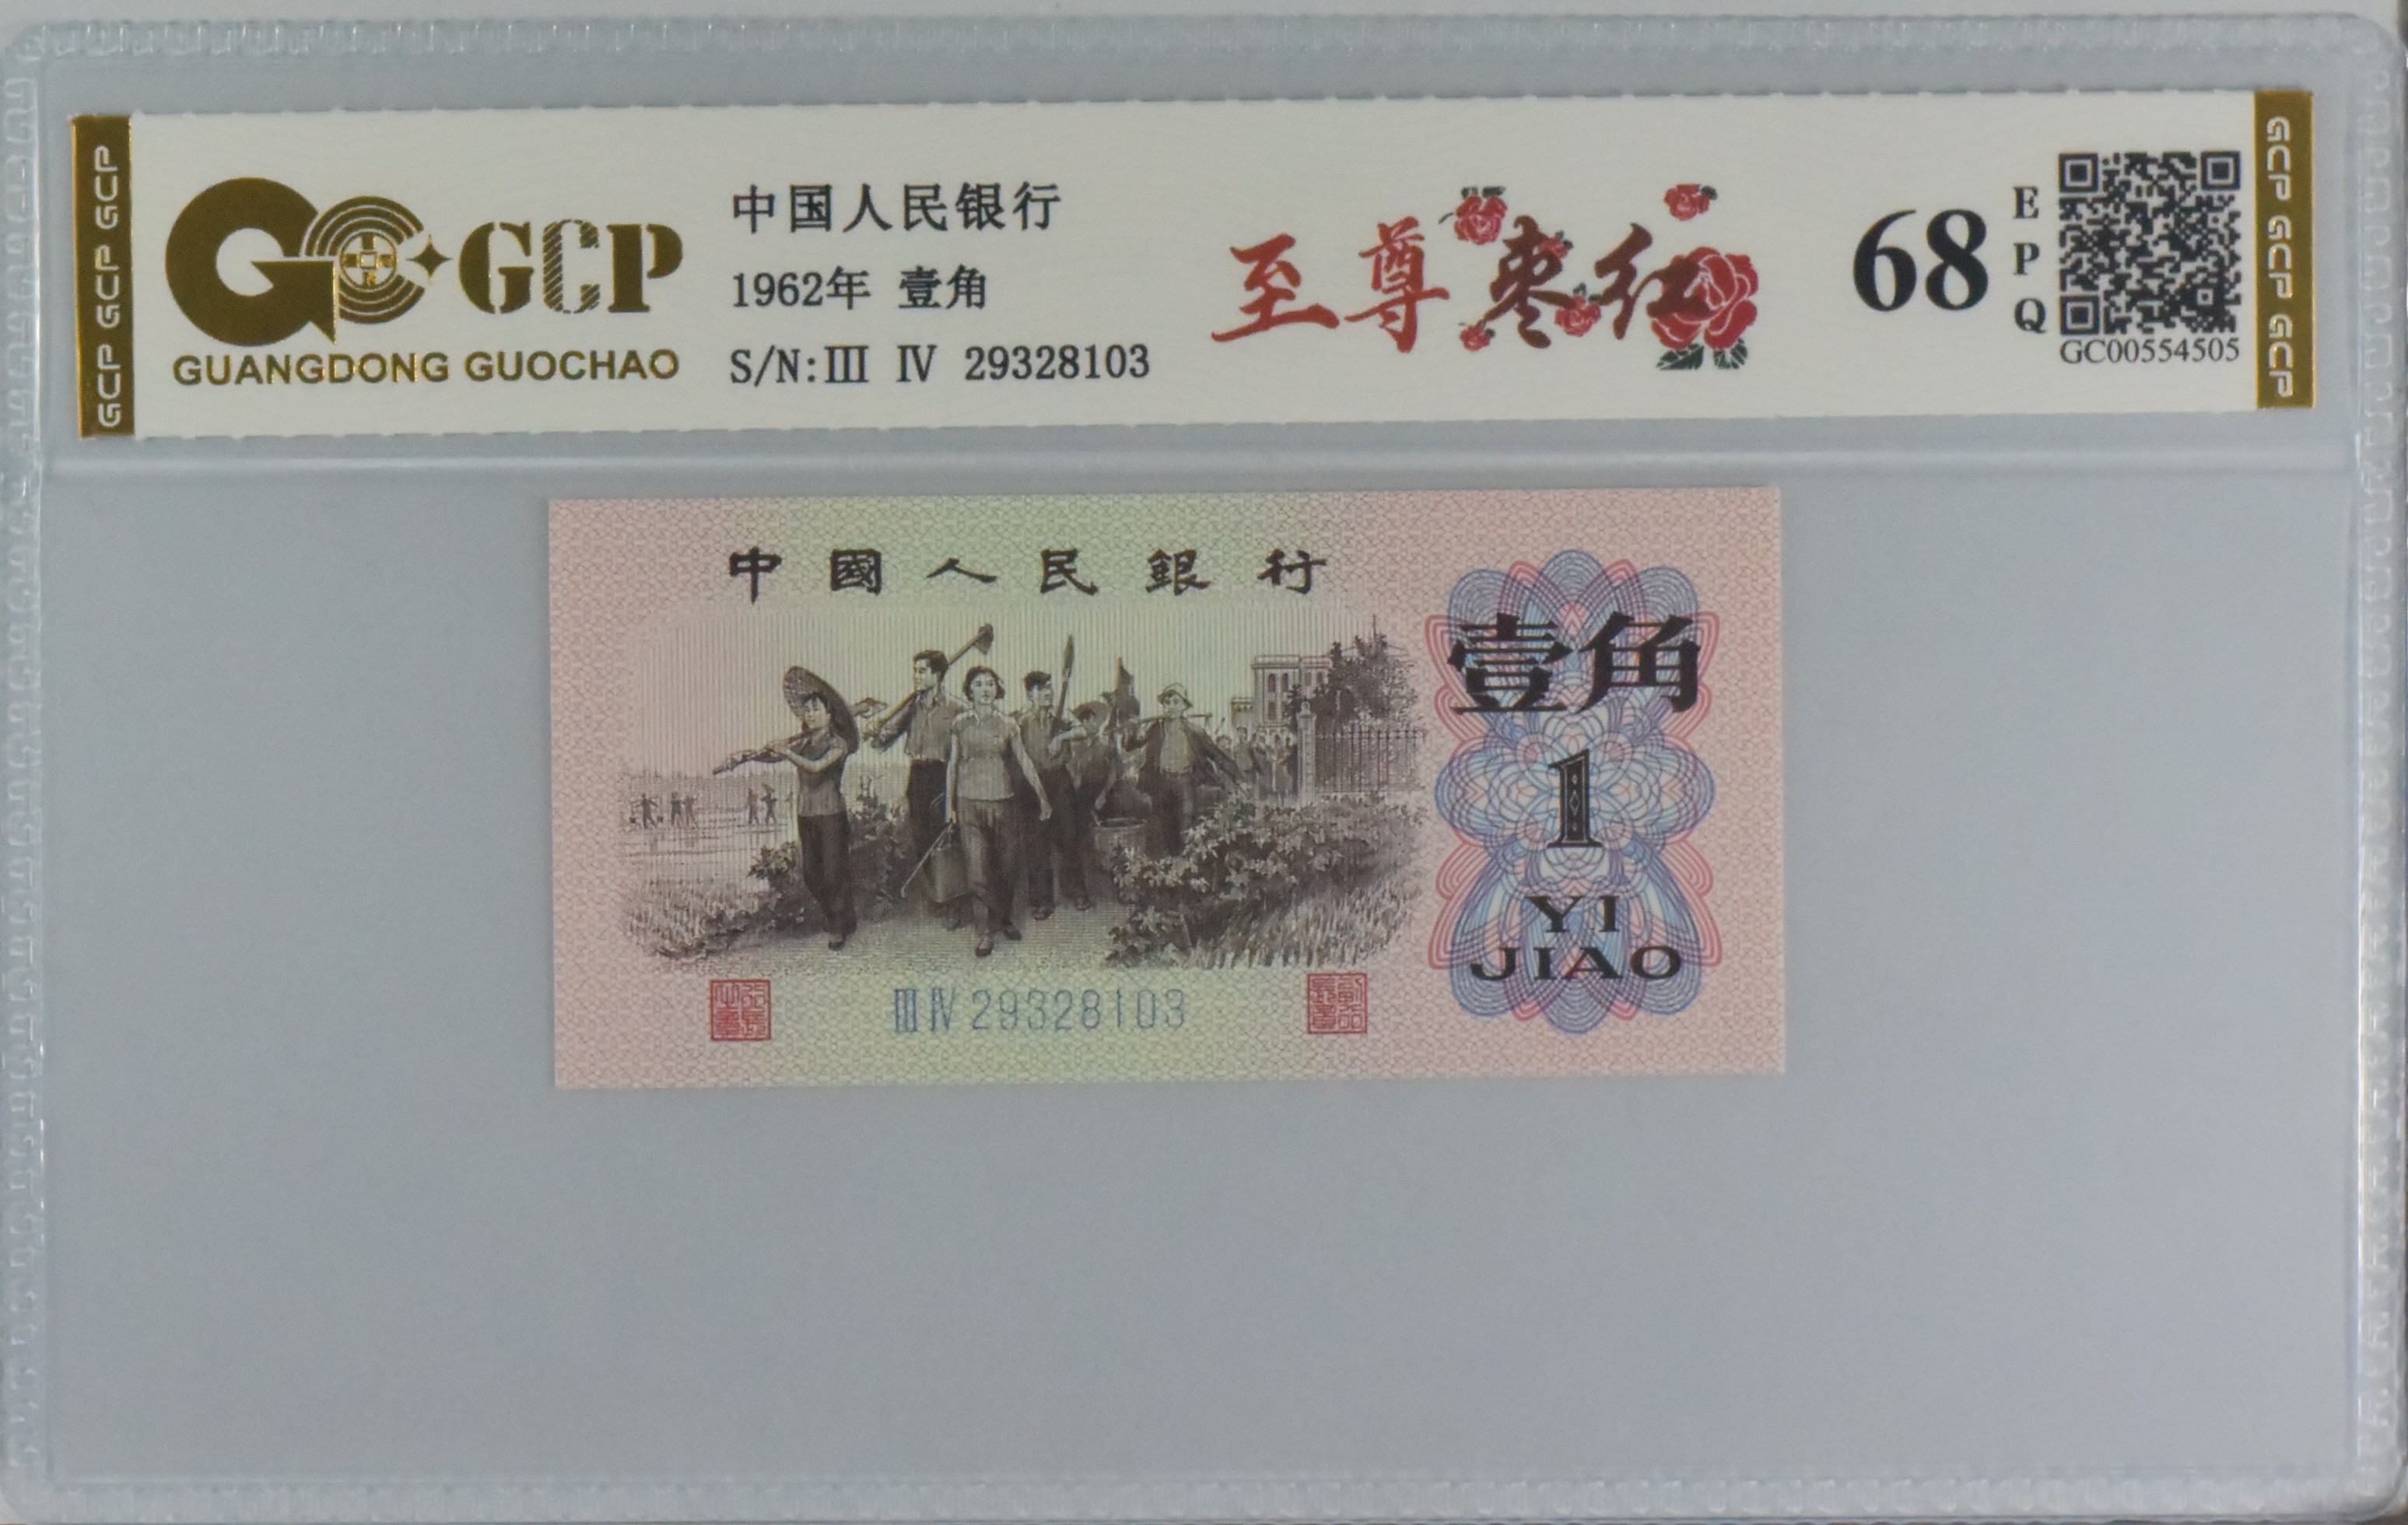 GCP GCP GCP
GCP
GUANGDONG GUOCHAO
中国人民银行
1962年 壹角
S/N:Ⅲ Ⅳ 29328103
至尊枣红
68
EPQ
GC00554505
GCP GCP GCP
中國人民銀行
壹角
1
YI
JIAO
ⅢⅣ 29328103